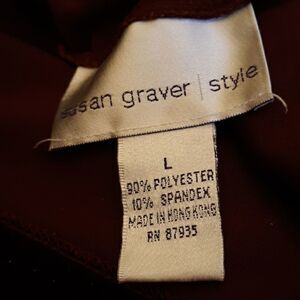 susan graver | style
L
90% POLYESTER
10% SPANDEX
MADE IN HONG KONG
RN 87935